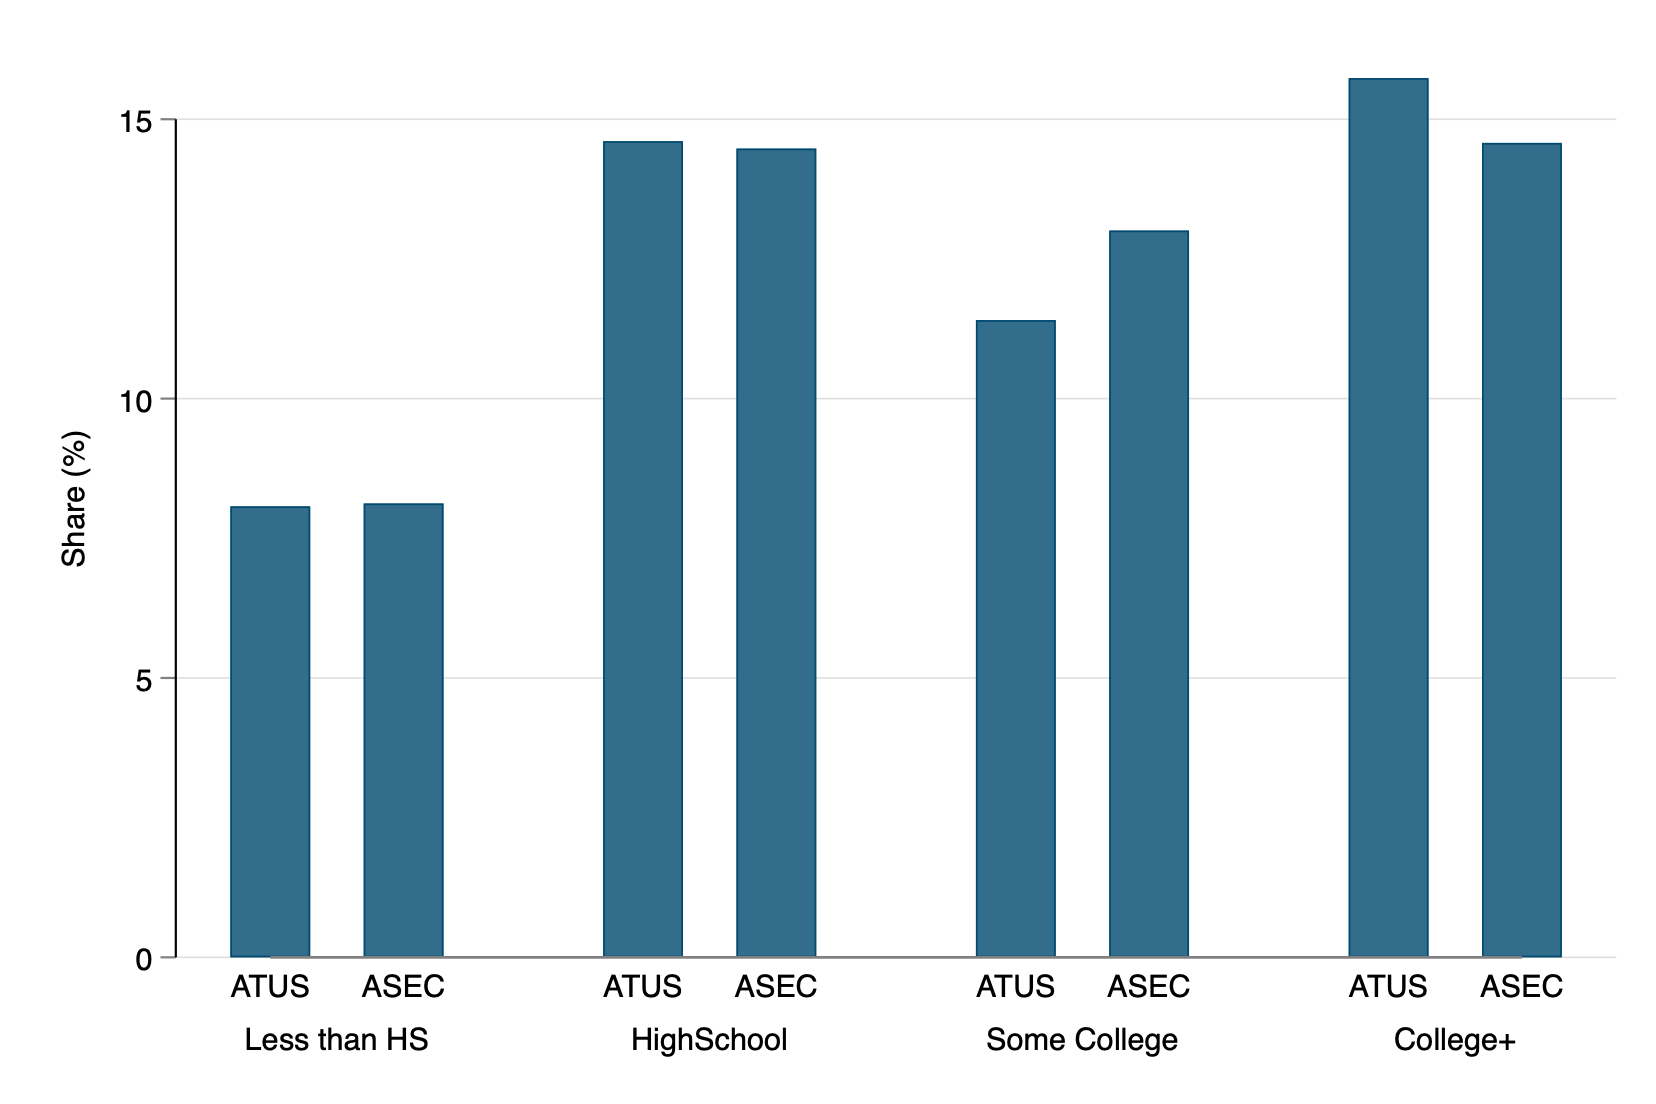 Share (%)
15
10
5
0
ATUS ASEC ATUS ASEC ATUS ASEC ATUS ASEC
Less than HS HighSchool Some College College+